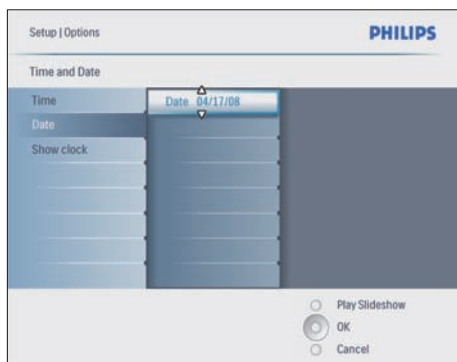 Setup | Options
PHILIPS
Time and Date
Time
Date 04/17/08
Date
Show clock
Play Slideshow
OK
Cancel